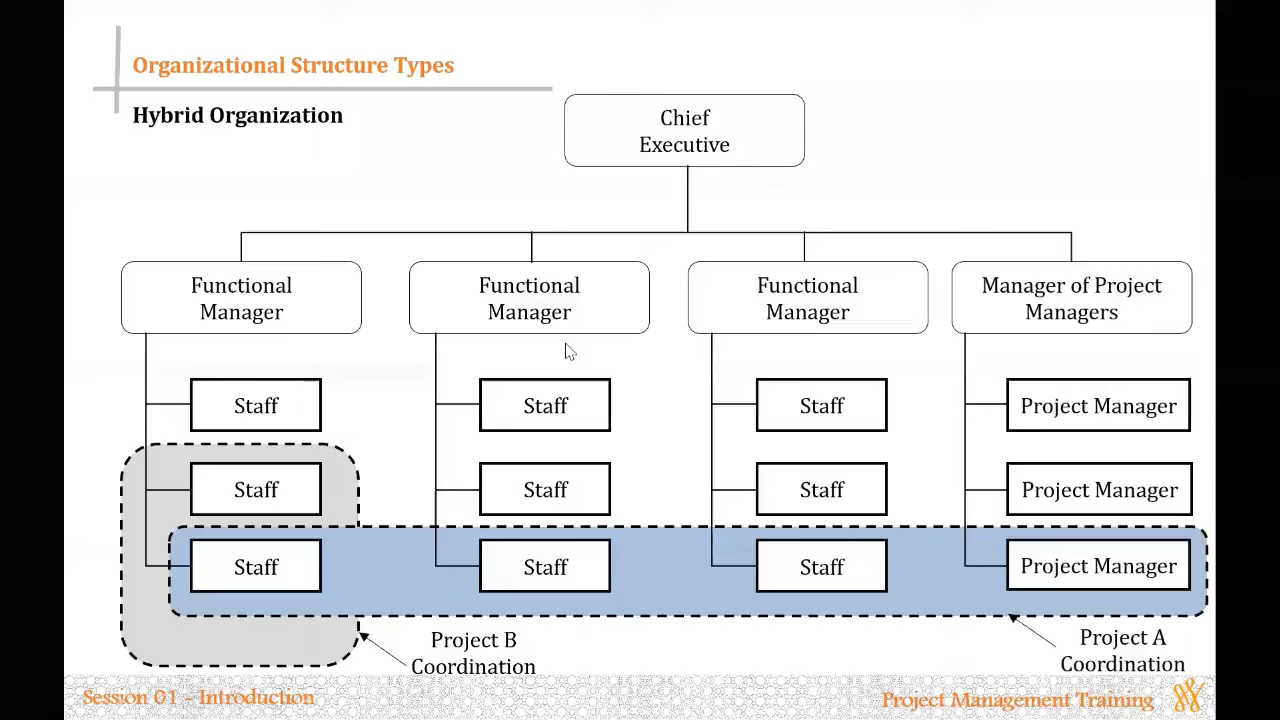 Organizational Structure Types
Hybrid Organization
Chief
Executive
Functional
Manager
Functional
Manager
Functional
Manager
Manager of Project
Managers
Staff
Staff
Staff
Project Manager
Staff
Staff
Staff
Project Manager
Staff
Staff
Staff
Project Manager
Project B
Coordination
Project A
Coordination
Session 01 - Introduction
Project Management Training